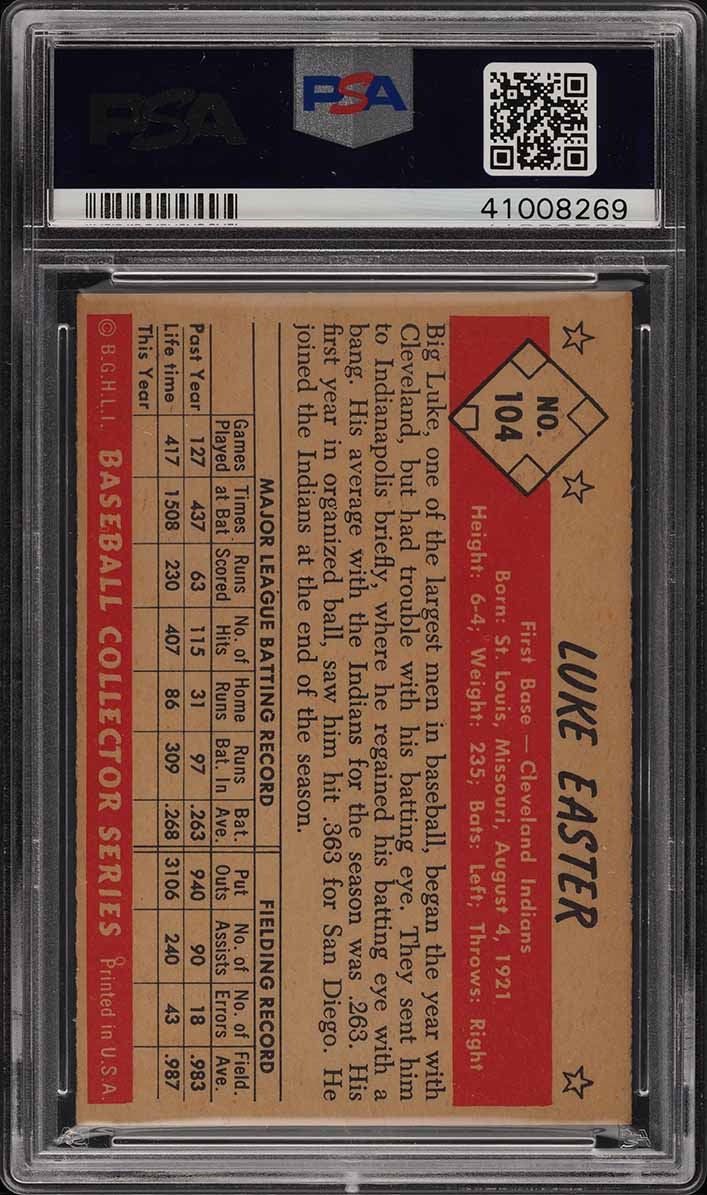 PSA
PSA
41008269
NO.
104
LUKE EASTER
First Base — Cleveland Indians
Born: St. Louis, Missouri, August 4, 1921
Height: 6-4; Weight: 235; Bats: Left; Throws: Right
Big Luke, one of the largest men in baseball, began the year with
Cleveland, but had trouble with his batting eye. They sent him
to Indianapolis briefly, where he regained his batting eye with a
bang. His average with the Indians for the season was .263. His
first year in organized ball, saw him hit .363 for San Diego. He
joined the Indians at the end of the season.
MAJOR LEAGUE BATTING RECORD FIELDING RECORD
Games Times Runs No. of Home Runs Bat. Put No. of No. of Field.
Played at Bat Scored Hits Runs Bat. In Ave. Outs Assists Errors Ave.
Past Year 127 437 63 115 31 97 .263 940 90 18 .983
Life time 417 1508 230 407 86 309 .268 3106 240 43 .987
This Year
© B.G.H.L.I. BASEBALL COLLECTOR SERIES Printed in U.S.A.